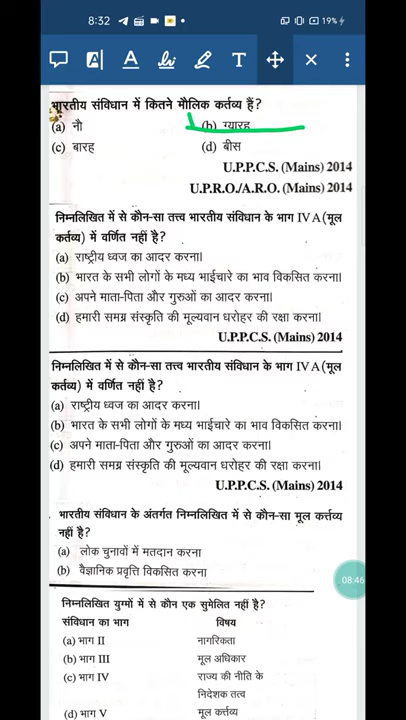 8:32
19%
भारतीय संविधान में कितने मौलिक कर्तव्य हैं?
(a) नौ
(b) ग्यारह
(c) बारह
(d) बीस
U.P.P.C.S. (Mains) 2014
U.P.R.O./A.R.O. (Mains) 2014
निम्नलिखित में से कौन-सा तत्त्व भारतीय संविधान के भाग IV A (मूल
कर्तव्य) में वर्णित नहीं है?
(a) राष्ट्रीय ध्वज का आदर करना।
(b) भारत के सभी लोगों के मध्य भाईचारे का भाव विकसित करना।
(c) अपने माता-पिता और गुरुओं का आदर करना।
(d) हमारी समग्र संस्कृति की मूल्यवान धरोहर की रक्षा करना।
U.P.P.C.S. (Mains) 2014
निम्नलिखित में से कौन-सा तत्त्व भारतीय संविधान के भाग IV A (मूल
कर्तव्य) में वर्णित नहीं है?
(a) राष्ट्रीय ध्वज का आदर करना।
(b) भारत के सभी लोगों के मध्य भाईचारे का भाव विकसित करना।
(c) अपने माता-पिता और गुरुओं का आदर करना।
(d) हमारी समग्र संस्कृति की मूल्यवान धरोहर की रक्षा करना।
U.P.P.C.S. (Mains) 2014
भारतीय संविधान के अंतर्गत निम्नलिखित में से कौन-सा मूल कर्त्तव्य
नहीं है?
(a) लोक चुनावों में मतदान करना
(b) वैज्ञानिक प्रवृत्ति विकसित करना
08:46
निम्नलिखित युग्मों में से कौन एक सुमेलित नहीं है?
संविधान का भाग विषय
(a) भाग II नागरिकता
(b) भाग III मूल अधिकार
(c) भाग IV राज्य की नीति के
निदेशक तत्व
(d) भाग V मूल कर्त्तव्य